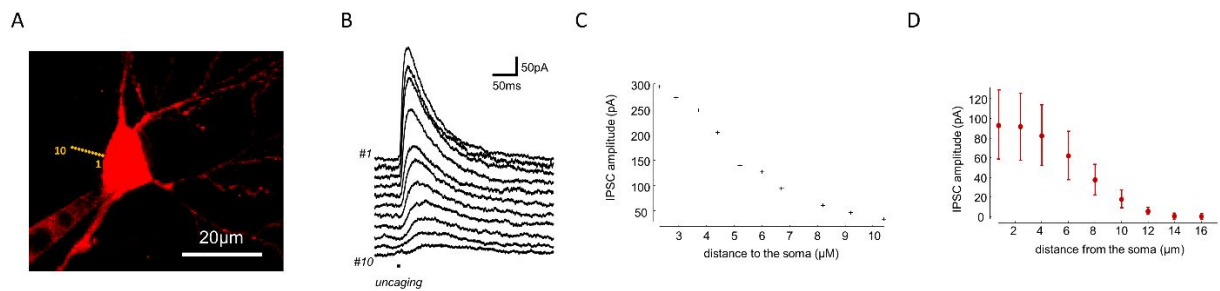 A
B
C
D
10
1
20µm
50pA
50ms
#1
#10
uncaging
300
250
200
150
100
50
IPSC amplitude (pA)
3 4 5 6 7 8 9 10
distance to the soma (µM)
120
100
80
60
40
20
0
IPSC amplitude (pA)
2 4 6 8 10 12 14 16
distance from the soma (µm)